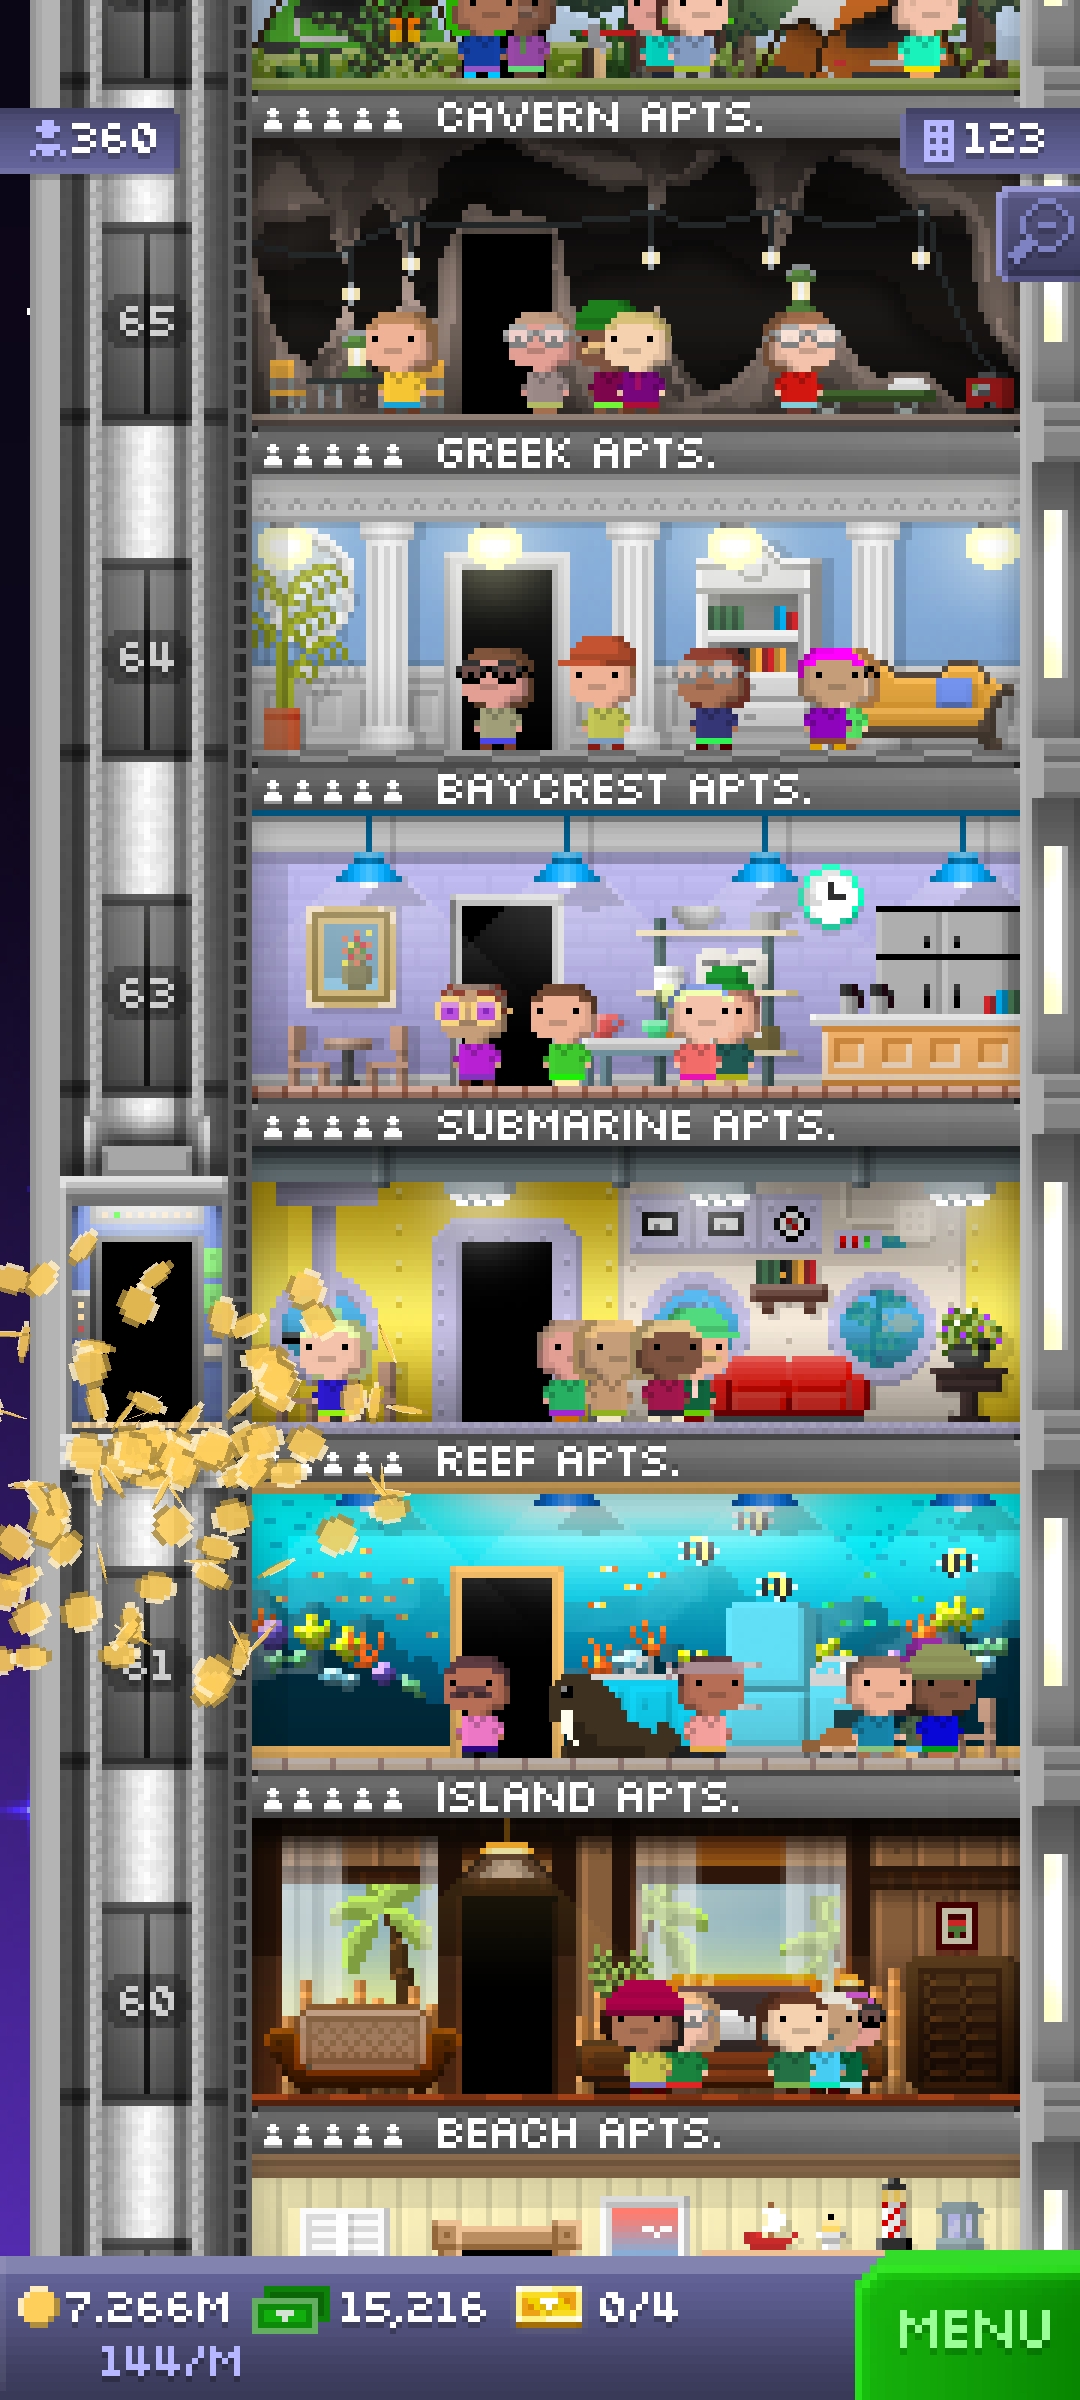 CAVERN APTS.
360
123
65
GREEK APTS.
64
BAYCREST APTS.
63
SUBMARINE APTS.
REEF APTS.
61
ISLAND APTS.
60
BEACH APTS.
7.266M 15,216 0/4
144/M
MENU